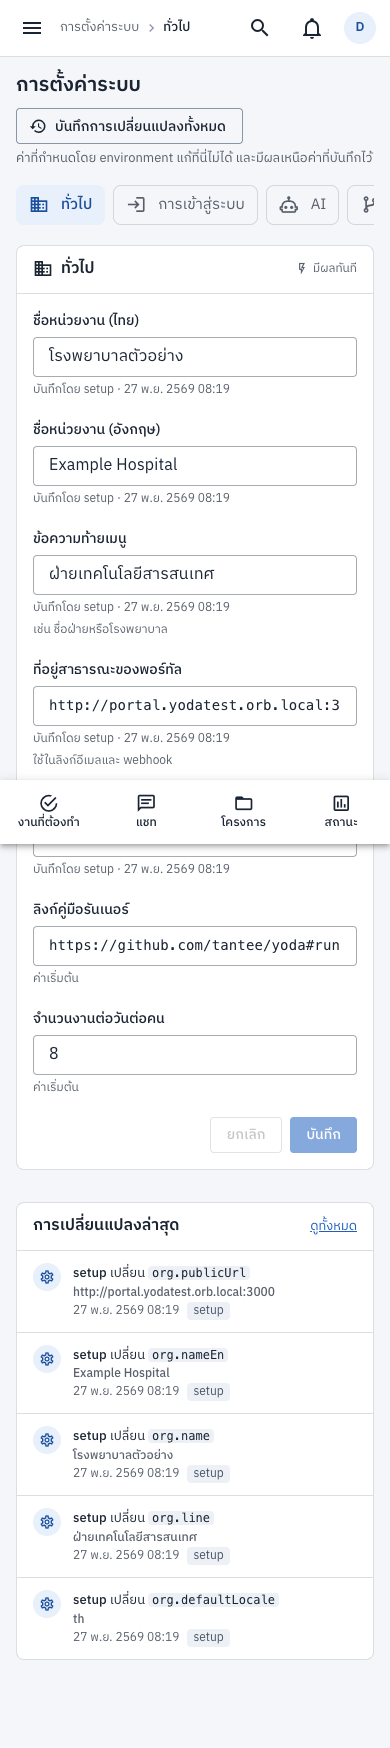 การตั้งค่าระบบ › ทั่วไป
D
การตั้งค่าระบบ
บันทึกการเปลี่ยนแปลงทั้งหมด
ค่าที่กำหนดโดย environment แก้ที่นี่ไม่ได้ และมีผลเหนือค่าที่บันทึกไว้
ทั่วไป
การเข้าสู่ระบบ
AI
ทั่วไป
มีผลทันที
ชื่อหน่วยงาน (ไทย)
โรงพยาบาลตัวอย่าง
บันทึกโดย setup · 27 พ.ย. 2569 08:19
ชื่อหน่วยงาน (อังกฤษ)
Example Hospital
บันทึกโดย setup · 27 พ.ย. 2569 08:19
ข้อความท้ายเมนู
ฝ่ายเทคโนโลยีสารสนเทศ
บันทึกโดย setup · 27 พ.ย. 2569 08:19
เช่น ชื่อฝ่ายหรือโรงพยาบาล
ที่อยู่สาธารณะของพอร์ทัล
http://portal.yodatest.orb.local:3
บันทึกโดย setup · 27 พ.ย. 2569 08:19
ใช้ในลิงก์อีเมลและ webhook
งานที่ต้องทำ
แชท
โครงการ
สถานะ
บันทึกโดย setup · 27 พ.ย. 2569 08:19
ลิงก์คู่มือรันเนอร์
https://github.com/tantee/yoda#run
ค่าเริ่มต้น
จำนวนงานต่อวันต่อคน
8
ค่าเริ่มต้น
ยกเลิก
บันทึก
การเปลี่ยนแปลงล่าสุด
ดูทั้งหมด
setup เปลี่ยน org.publicUrl
http://portal.yodatest.orb.local:3000
27 พ.ย. 2569 08:19 setup
setup เปลี่ยน org.nameEn
Example Hospital
27 พ.ย. 2569 08:19 setup
setup เปลี่ยน org.name
โรงพยาบาลตัวอย่าง
27 พ.ย. 2569 08:19 setup
setup เปลี่ยน org.line
ฝ่ายเทคโนโลยีสารสนเทศ
27 พ.ย. 2569 08:19 setup
setup เปลี่ยน org.defaultLocale
th
27 พ.ย. 2569 08:19 setup